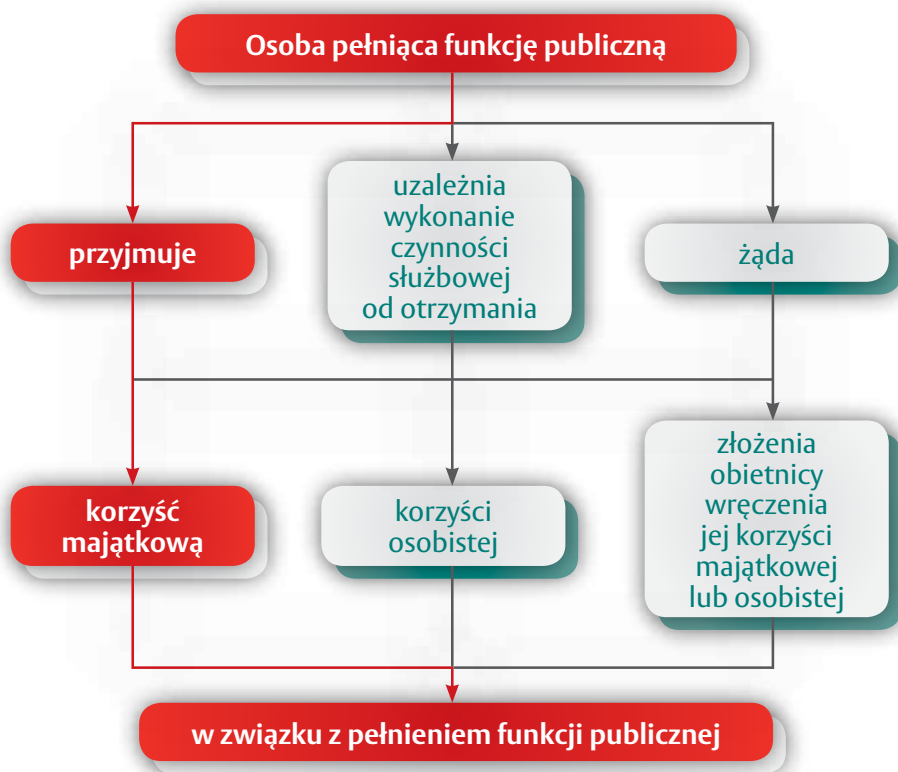 Osoba pełniąca funkcję publiczną
uzależnia
wykonanie
czynności
służbowej
od otrzymania
przyjmuje
żąda
korzyść
majątkową
korzyści
osobistej
złożenia
obietnicy
wręczenia
jej korzyści
majątkowej
lub osobistej
w związku z pełnieniem funkcji publicznej